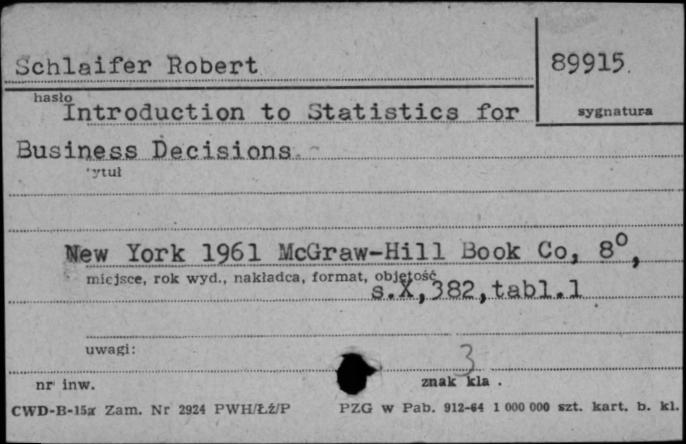 Schlaifer Robert
89915.
hasło
Introduction to Statistics for
sygnatura
Business Decisions.
tytuł
New York 1961 McGraw-Hill Book Co, 8°,
miejsce, rok wyd., nakładca, format, objętość
s.X,382,tabl.1
uwagi:
3
nr inw.
znak kla .
CWD-B-15a Zam. Nr 2924 PWH/Łź/P
PZG w Pab. 912-64 1 000 000 szt. kart. b. kl.